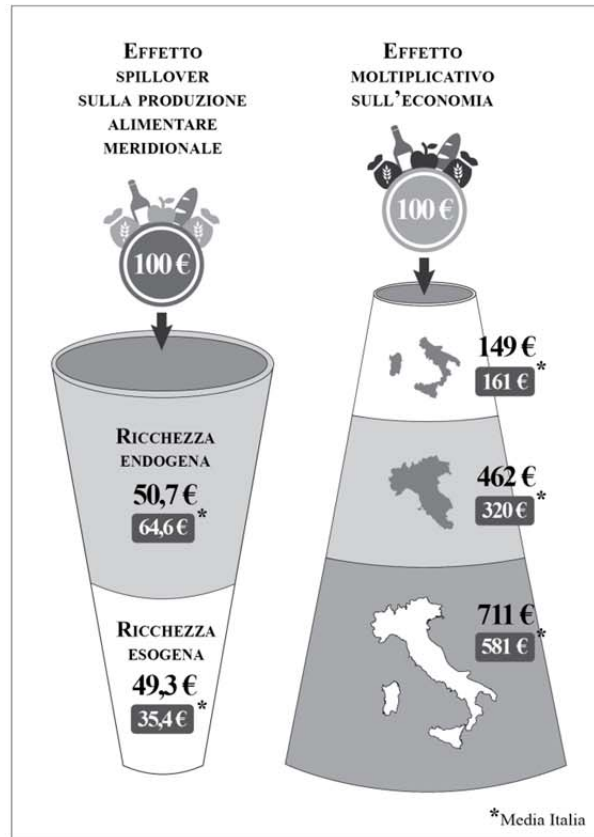 Effetto
spillover
sulla produzione
alimentare
meridionale
100 €
Ricchezza
endogena
50,7 €
64,6 € *
Ricchezza
esogena
49,3 €
35,4 € *
Effetto
moltiplicativo
sull'economia
100 €
149 €
161 € *
462 €
320 € *
711 €
581 € *
*Media Italia